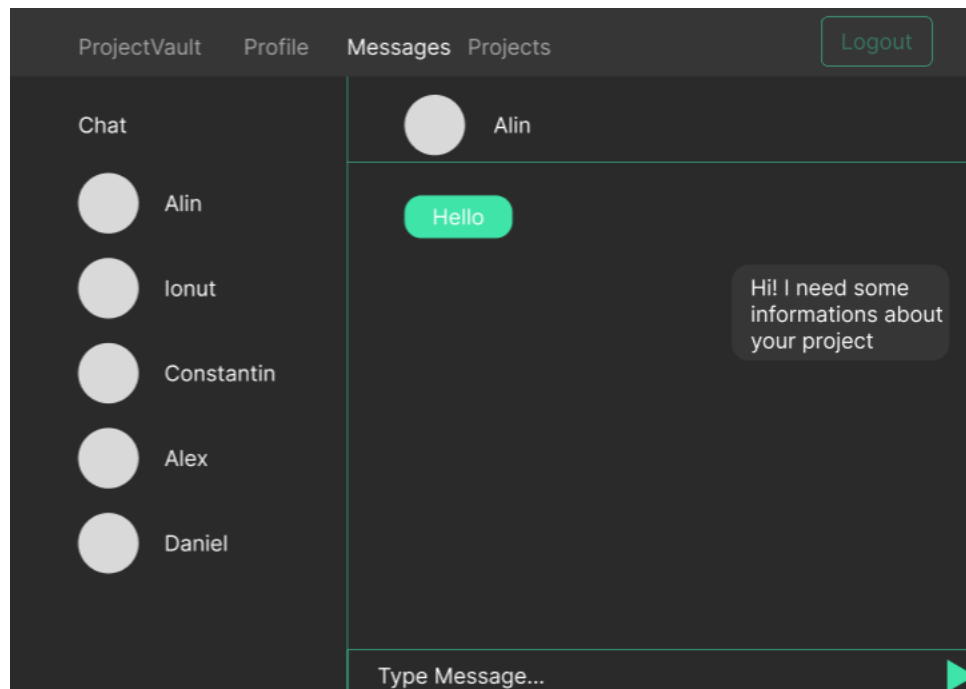 ProjectVault Profile Messages Projects Logout
Chat
Alin
Ionut
Constantin
Alex
Daniel
Alin
Hello
Hi! I need some
informations about
your project
Type Message...